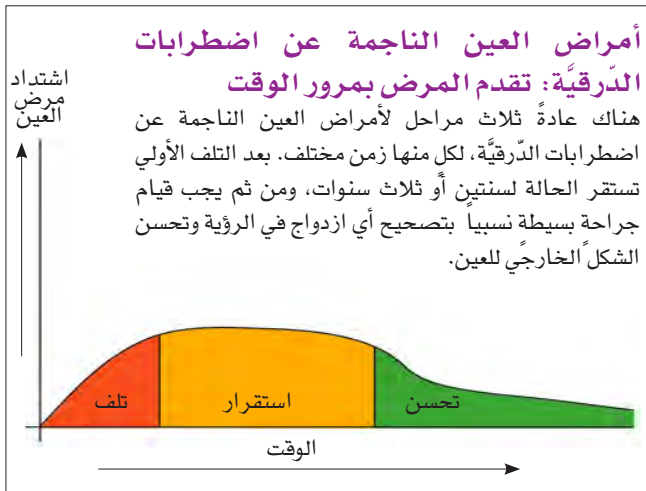 أمراض العين الناجمة عن اضطرابات
الدّرقيَّة: تقدم المرض بمرور الوقت
هناك عادةً ثلاث مراحل لأمراض العين الناجمة عن
اضطرابات الدّرقيَّة، لكل منها زمن مختلف. بعد التلف الأولي
تستقر الحالة لسنتين أو ثلاث سنوات، ومن ثم يجب قيام
جراحة بسيطة نسبياً بتصحيح أي ازدواج في الرؤية وتحسن
الشكل الخارجي للعين.
اشتداد
مرض
العين
تلف
استقرار
تحسن
الوقت